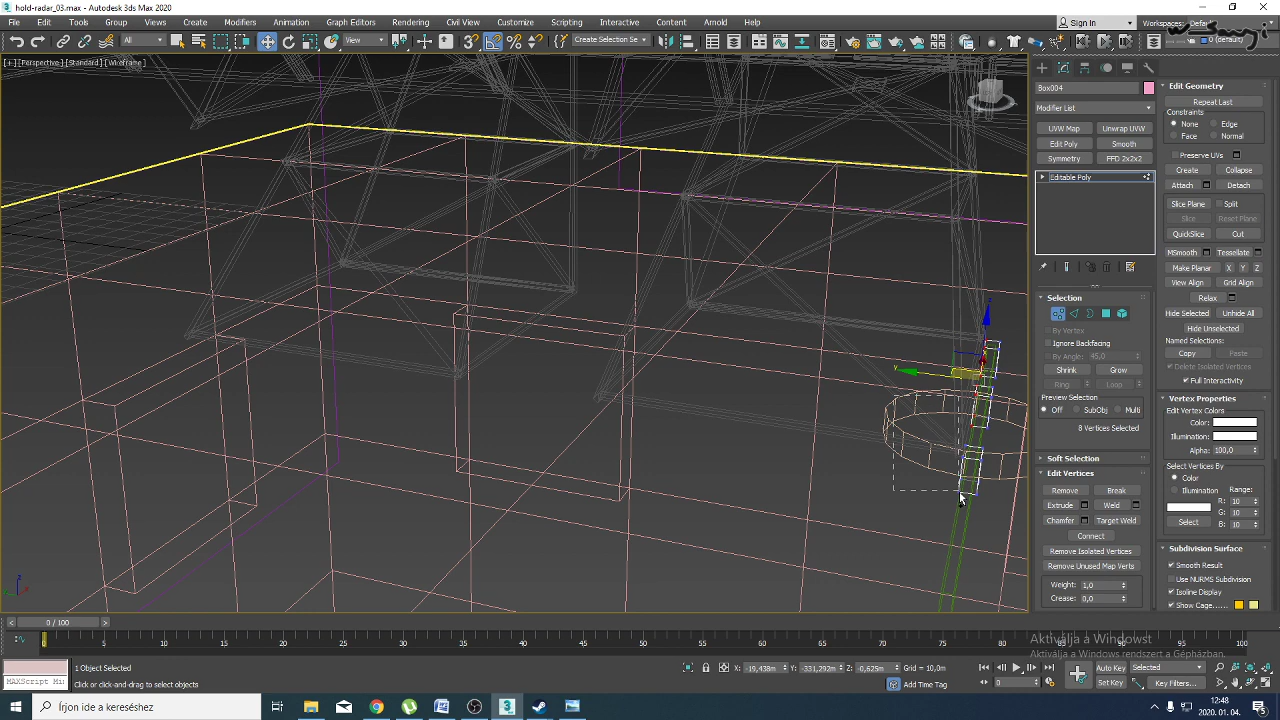 hold-radar_03.max - Autodesk 3ds Max 2020
File Edit Tools Group Views Create Modifiers Animation Graph Editors Rendering Civil View Customize Scripting Interactive Content Arnold Help
Sign In Workspaces: Defau
All View Create Selection Se 0 (default)
[+] [Perspective] [Standard] [Wireframe]
Box004
Modifier List
UVW Map Unwrap UVW
Edit Poly Smooth
Symmetry FFD 2x2x2
Editable Poly
Selection
By Vertex
Ignore Backfacing
By Angle: 45,0
Shrink Grow
Ring Loop
Preview Selection
Off SubObj Multi
8 Vertices Selected
Soft Selection
Edit Vertices
Remove Break
Extrude Weld
Chamfer Target Weld
Connect
Remove Isolated Vertices
Remove Unused Map Verts
Weight: 1,0
Crease: 0,0
Edit Geometry
Repeat Last
Constraints
None Edge
Face Normal
Preserve UVs
Create Collapse
Attach Detach
Slice Plane Split
Slice Reset Plane
QuickSlice Cut
MSmooth Tessellate
Make Planar X Y Z
View Align Grid Align
Relax
Hide Selected Unhide All
Hide Unselected
Named Selections:
Copy Paste
Delete Isolated Vertices
Full Interactivity
Vertex Properties
Edit Vertex Colors
Color:
Illumination:
Alpha: 100,0
Select Vertices By
Color
Illumination Range:
R: 10
G: 10
Select B: 10
Subdivision Surface
Smooth Result
Use NURMS Subdivision
Isoline Display
Show Cage......
0 / 100
0 5 10 15 20 25 30 35 40 45 50 55 60 65 70 75 80 85 90 95 100
Aktiválja a Windowst
Aktiválja a Windows rendszert a Gépházban.
1 Object Selected
Click or click-and-drag to select objects
MAXScript Mi
X: -19,438m Y: -331,292m Z: -0,625m Grid = 10,0m
Add Time Tag
0
Auto Key Selected
Set Key Key Filters...
Írjon ide a kereséshez
12:48
2020. 01. 04.